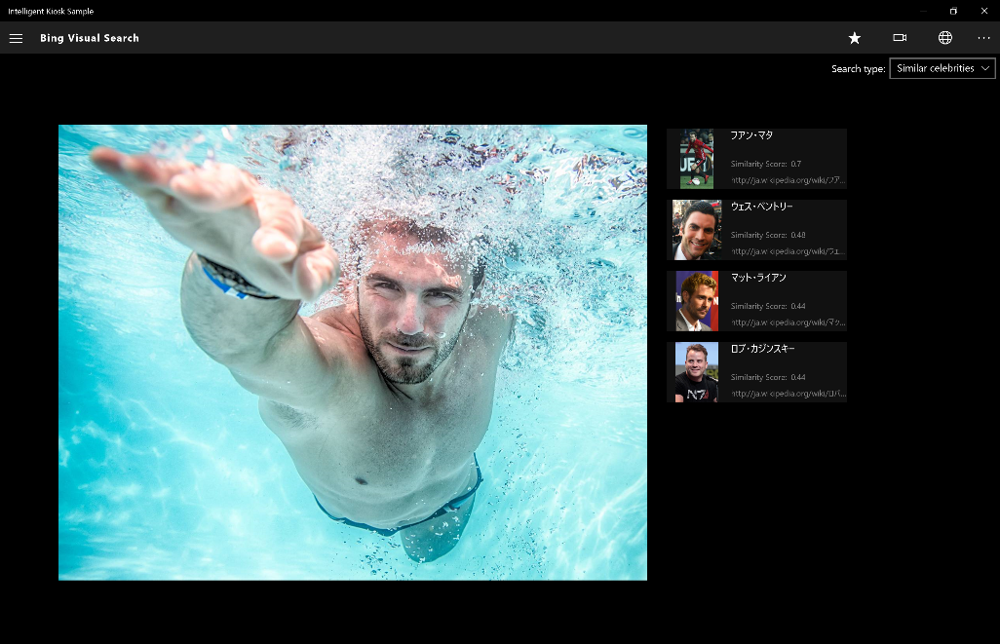 Intelligent Kiosk Sample
Bing Visual Search
Search type: Similar celebrities
フアン・マタ
Similarity Score: 0.7
http://ja.wikipedia.org/wiki/フア...
ウェス・ベントリー
Similarity Score: 0.48
http://ja.wikipedia.org/wiki/ウェ...
マット・ライアン
Similarity Score: 0.44
http://ja.wikipedia.org/wiki/マッ...
ロブ・カジンスキー
Similarity Score: 0.44
http://ja.wikipedia.org/wiki/ロバ...
N7